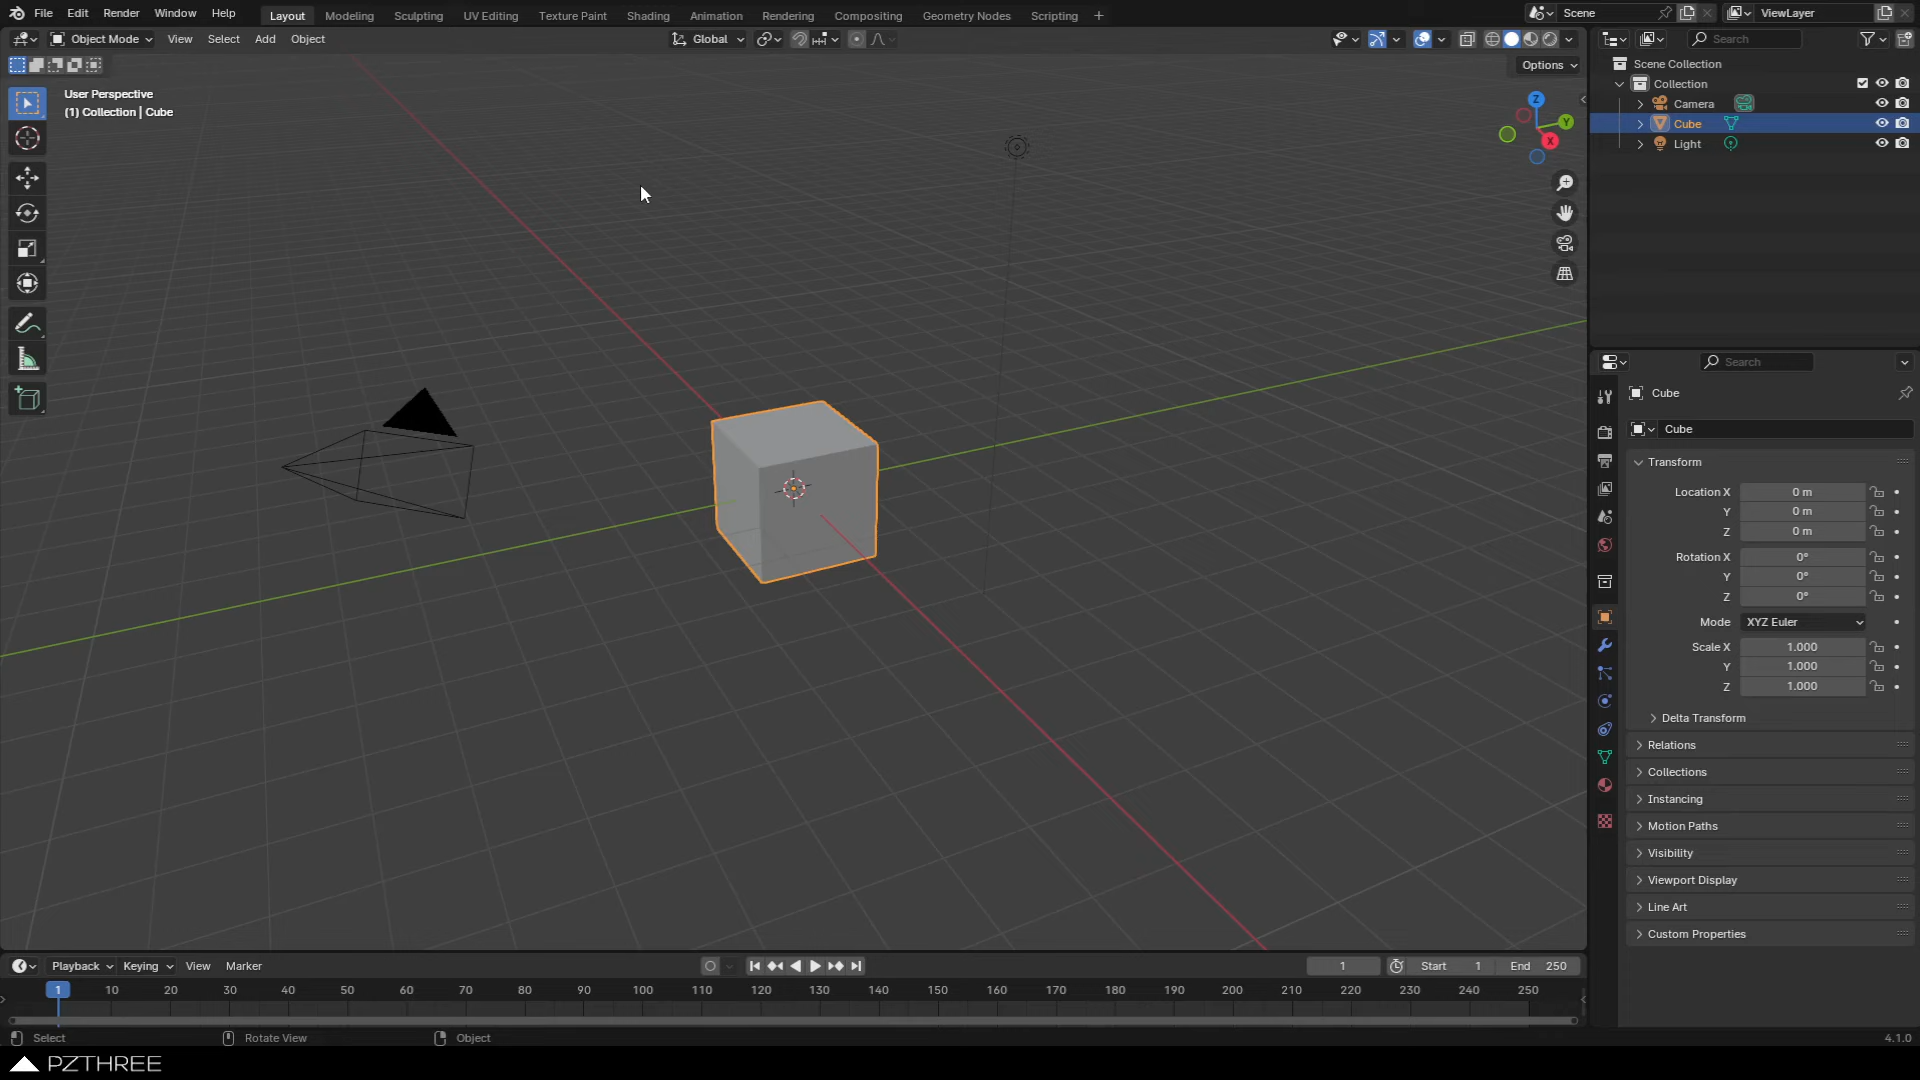 File Edit Render Window Help Layout Modeling Sculpting UV Editing Texture Paint Shading Animation Rendering Compositing Geometry Nodes Scripting + Scene ViewLayer
Object Mode View Select Add Object Global Search
Options
User Perspective
(1) Collection | Cube
Z
Y
X
Scene Collection
Collection
Camera
Cube
Light
Search
Cube
Cube
Transform
Location X 0 m
Y 0 m
Z 0 m
Rotation X 0°
Y 0°
Z 0°
Mode XYZ Euler
Scale X 1.000
Y 1.000
Z 1.000
Delta Transform
Relations
Collections
Instancing
Motion Paths
Visibility
Viewport Display
Line Art
Custom Properties
Playback Keying View Marker 1 Start 1 End 250
1 10 20 30 40 50 60 70 80 90 100 110 120 130 140 150 160 170 180 190 200 210 220 230 240 250
Select Rotate View Object 4.1.0
PZTHREE